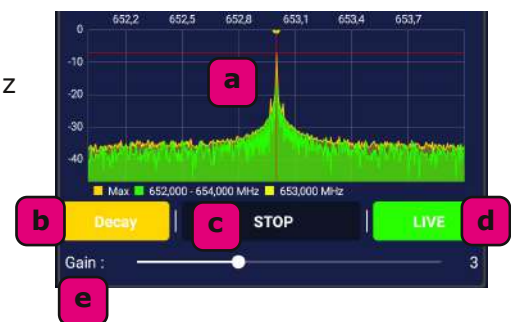 652,2 652,5 652,8 653,1 653,4 653,7
0
-10
a
z
-20
-30
-40
Max 652,000 - 654,000 MHz 653,000 MHz
b Decay c STOP LIVE d
Gain : 3
e